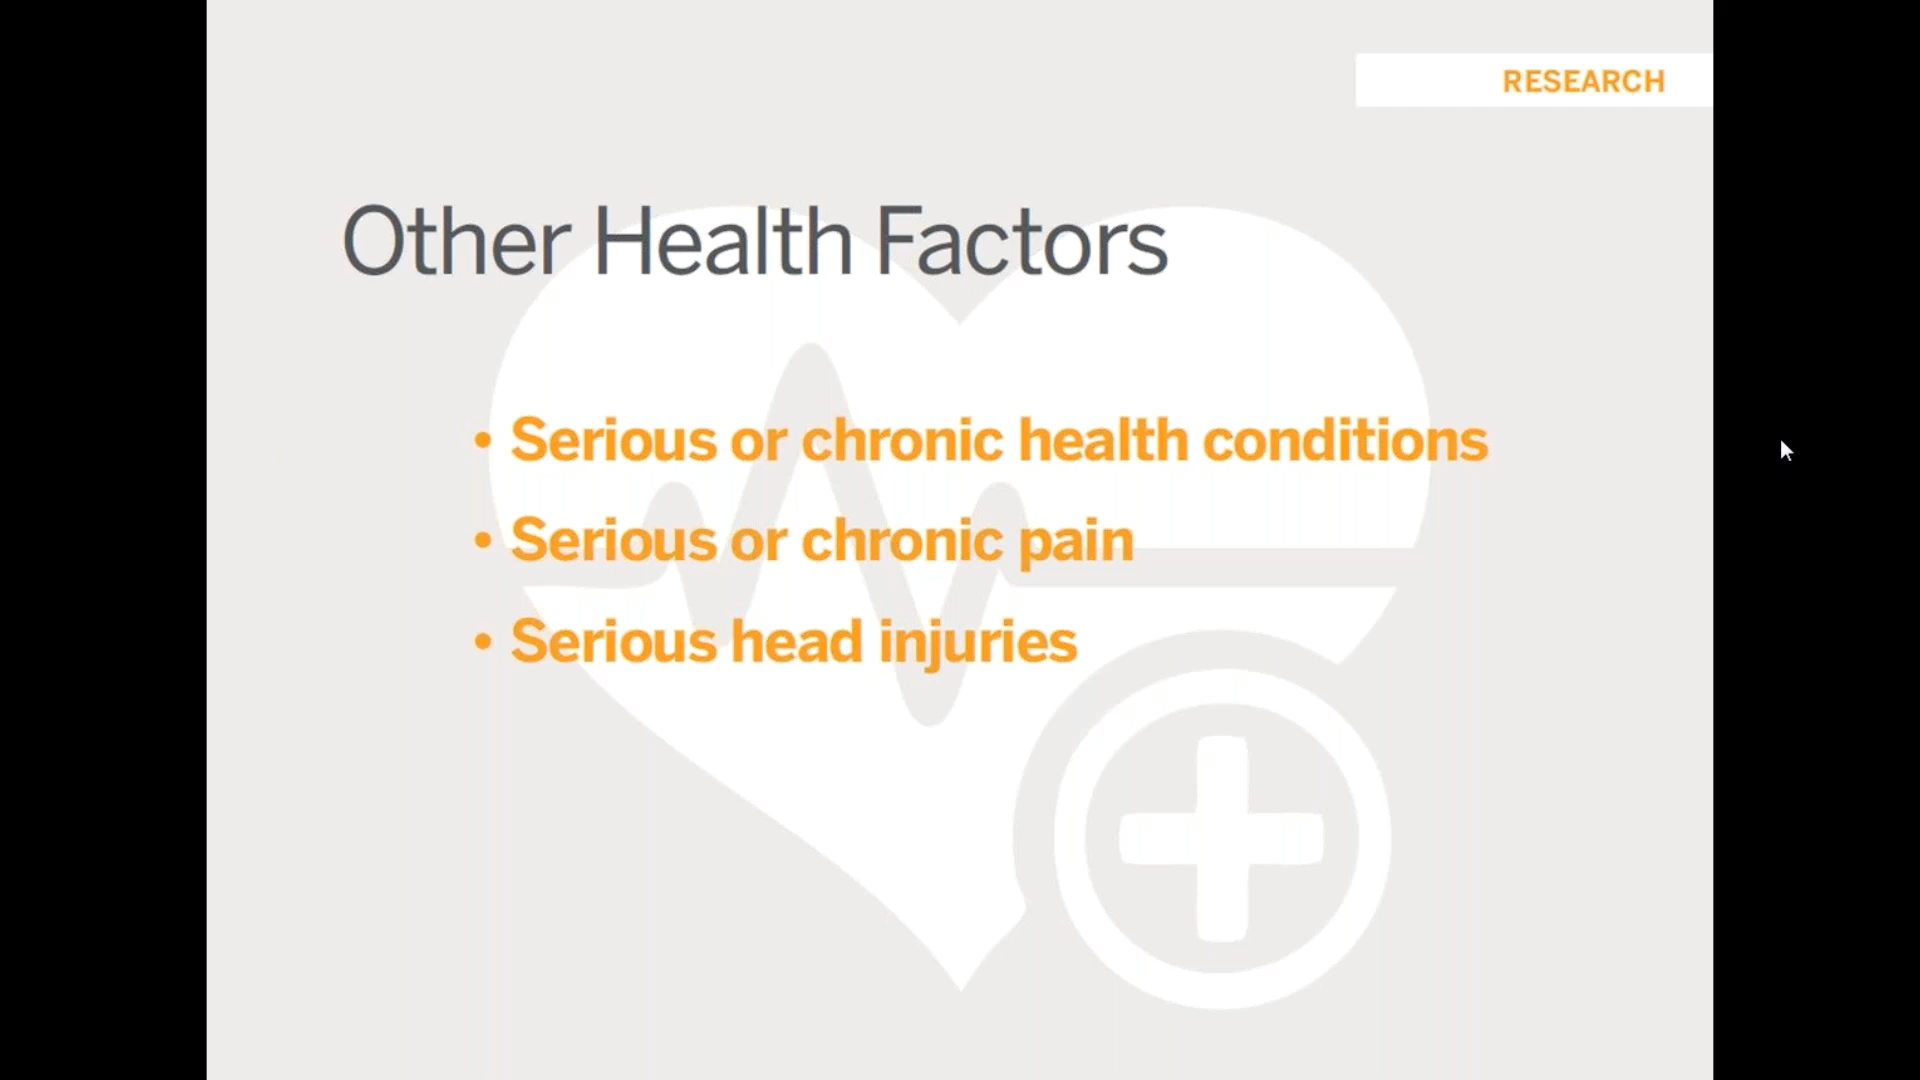 RESEARCH
Other Health Factors
• Serious or chronic health conditions
• Serious or chronic pain
• Serious head injuries